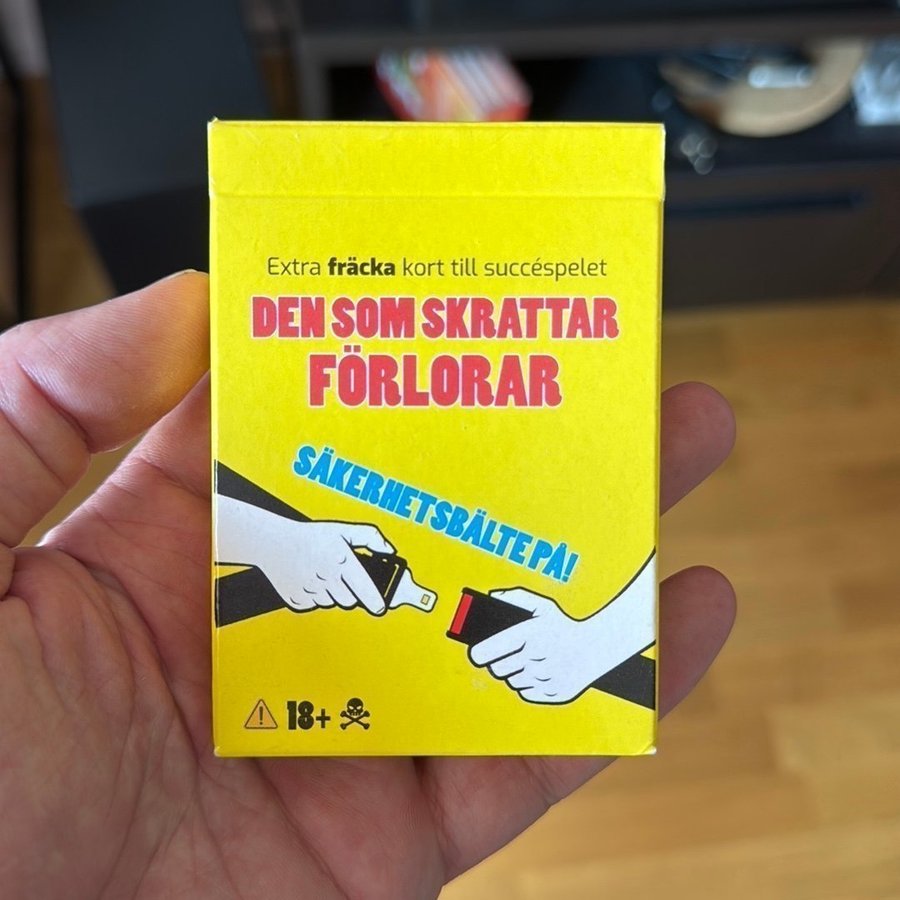 Extra fräcka kort till succéspelet
DEN SOM SKRATTAR
FÖRLORAR
SÄKERHETSBÄLTE PÅ!
18+